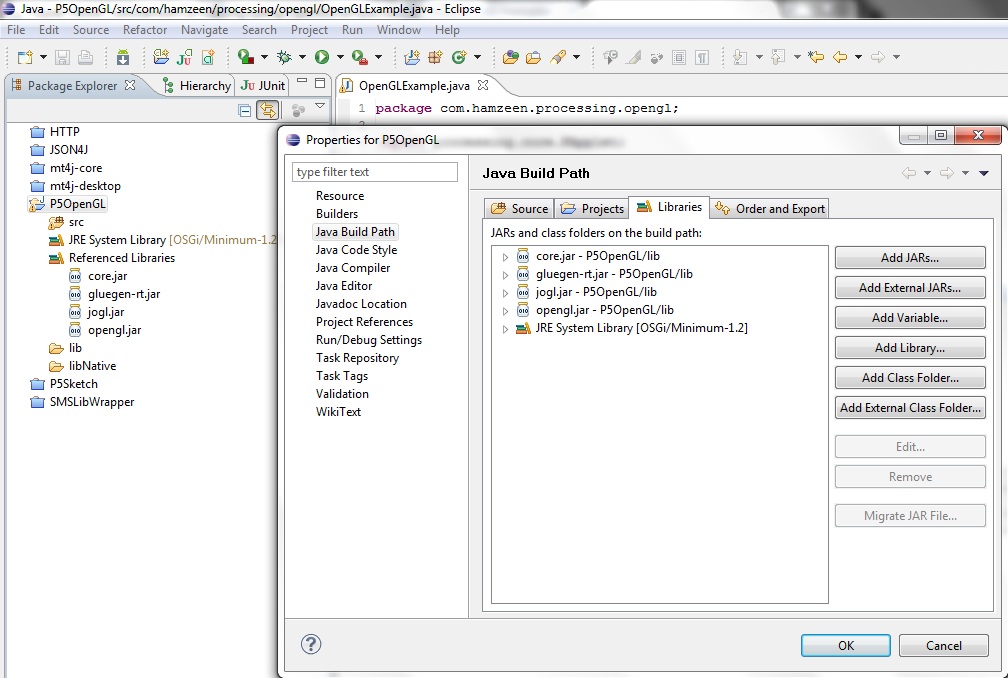 Java - P5OpenGL/src/com/hamzeen/processing/opengl/OpenGLExample.java - Eclipse
File Edit Source Refactor Navigate Search Project Run Window Help
Package Explorer Hierarchy JUnit
OpenGLExample.java
1 package com.hamzeen.processing.opengl;
HTTP
JSON4J
mt4j-core
mt4j-desktop
P5OpenGL
src
JRE System Library [OSGi/Minimum-1.2
Referenced Libraries
core.jar
gluegen-rt.jar
jogl.jar
opengl.jar
lib
libNative
P5Sketch
SMSLibWrapper
Properties for P5OpenGL
type filter text
Resource
Builders
Java Build Path
Java Code Style
Java Compiler
Java Editor
Javadoc Location
Project References
Run/Debug Settings
Task Repository
Task Tags
Validation
WikiText
Java Build Path
Source Projects Libraries Order and Export
JARs and class folders on the build path:
core.jar - P5OpenGL/lib
gluegen-rt.jar - P5OpenGL/lib
jogl.jar - P5OpenGL/lib
opengl.jar - P5OpenGL/lib
JRE System Library [OSGi/Minimum-1.2]
Add JARs...
Add External JARs...
Add Variable...
Add Library...
Add Class Folder...
Add External Class Folder...
Edit...
Remove
Migrate JAR File...
OK Cancel